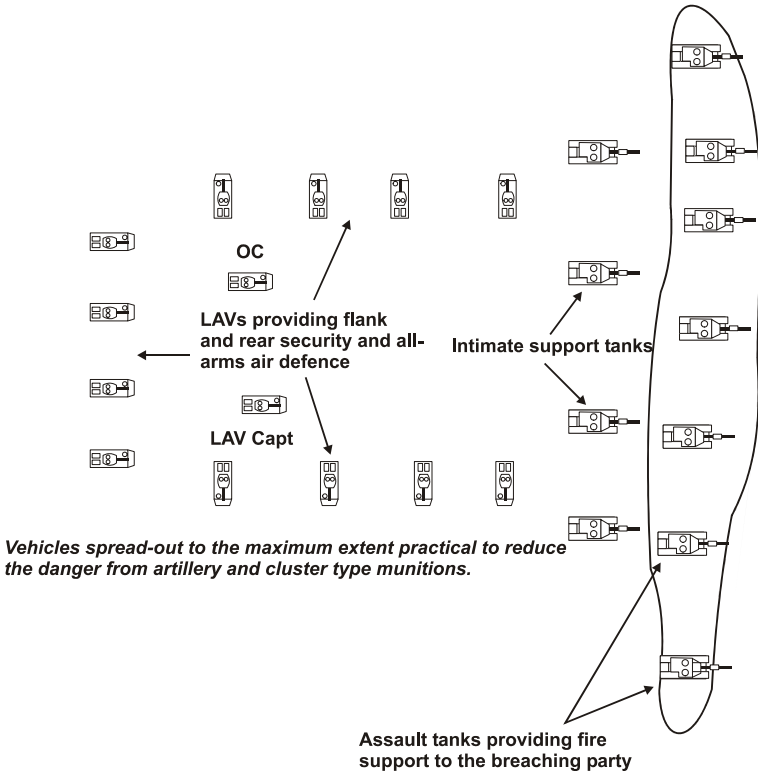 OC
LAVs providing flank
and rear security and all-
arms air defence
Intimate support tanks
LAV Capt
Vehicles spread-out to the maximum extent practical to reduce
the danger from artillery and cluster type munitions.
Assault tanks providing fire
support to the breaching party